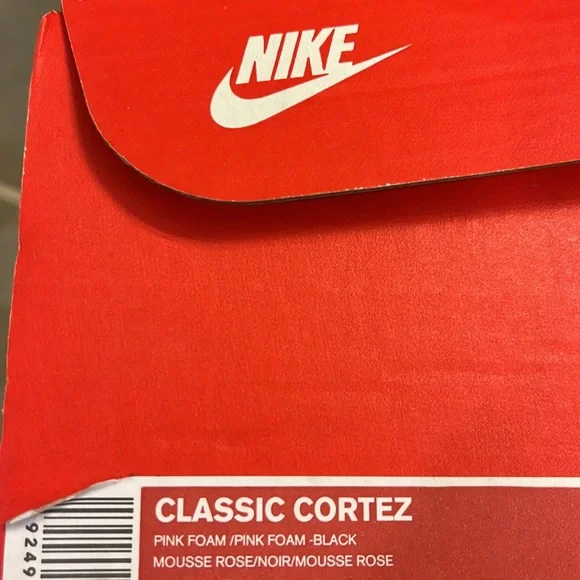 NIKE
CLASSIC CORTEZ
PINK FOAM /PINK FOAM -BLACK
MOUSSE ROSE/NOIR/MOUSSE ROSE
9249